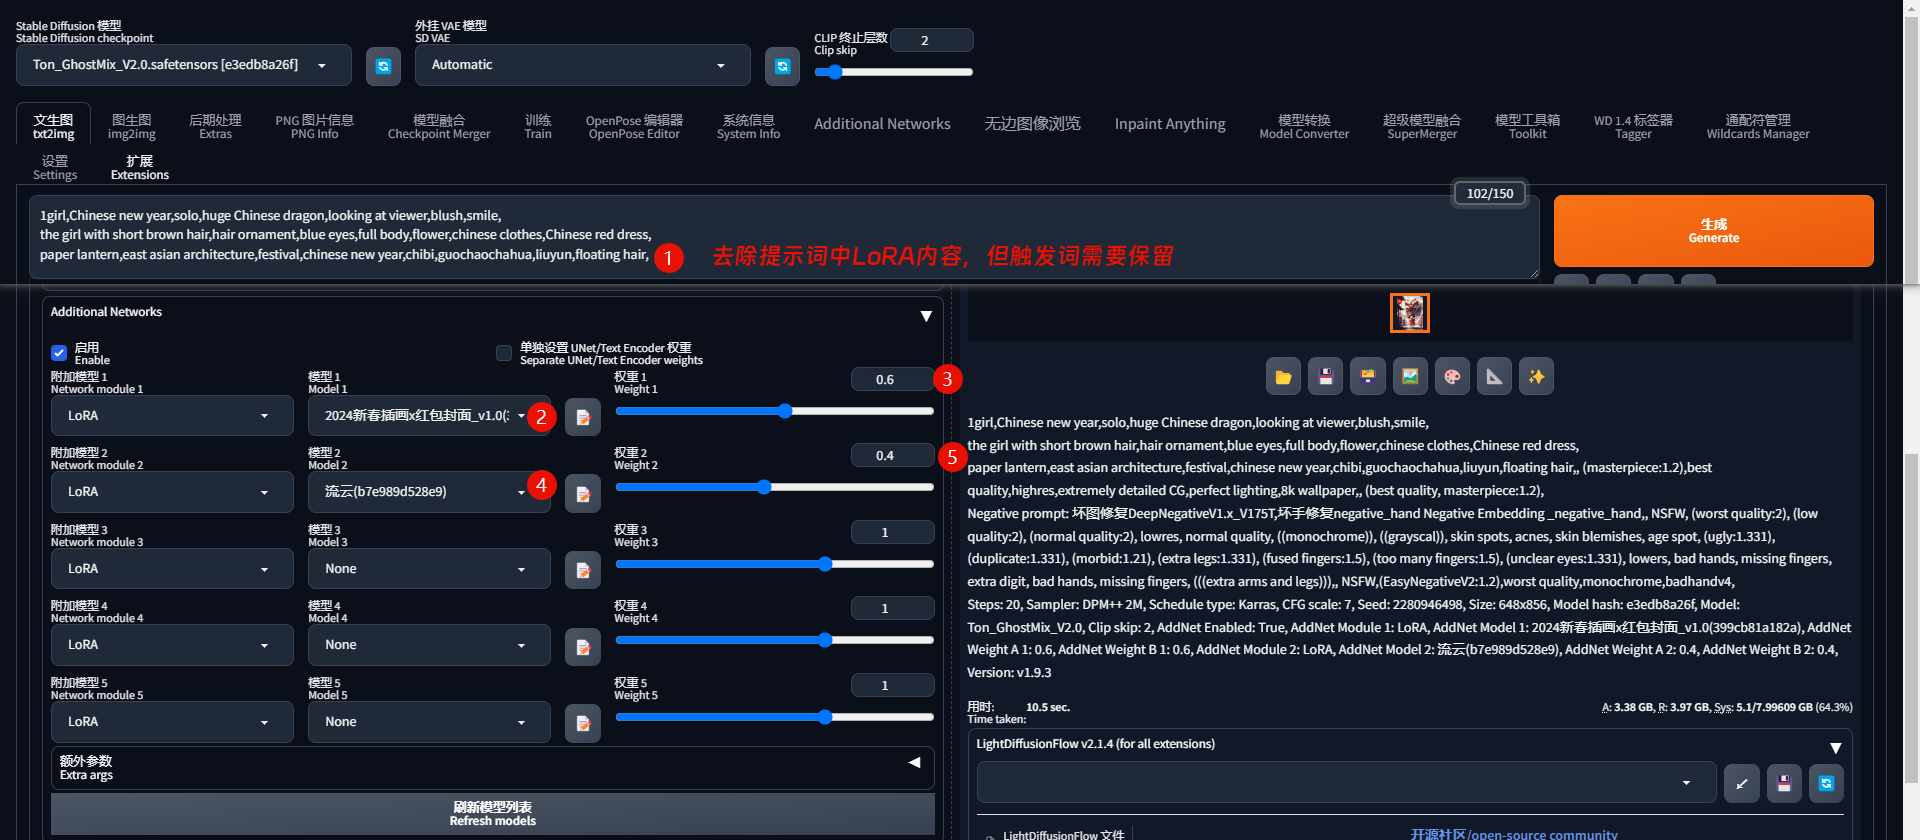 Stable Diffusion 模型
Stable Diffusion checkpoint
Ton_GhostMix_V2.0.safetensors [e3edb8a26f]
外挂 VAE 模型
SD VAE
Automatic
CLIP 终止层数
Clip skip
2
文生图
txt2img
图生图
img2img
后期处理
Extras
PNG 图片信息
PNG Info
模型融合
Checkpoint Merger
训练
Train
OpenPose 编辑器
OpenPose Editor
系统信息
System Info
Additional Networks
无边图像浏览
Inpaint Anything
模型转换
Model Converter
超级模型融合
SuperMerger
模型工具箱
Toolkit
WD 1.4 标签器
Tagger
通配符管理
Wildcards Manager
设置
Settings
扩展
Extensions
102/150
1girl,Chinese new year,solo,huge Chinese dragon,looking at viewer,blush,smile,
the girl with short brown hair,hair ornament,blue eyes,full body,flower,chinese clothes,Chinese red dress,
paper lantern,east asian architecture,festival,chinese new year,chibi,guochaochahua,liuyun,floating hair,
1 去除提示词中LoRA内容，但触发词需要保留
生成
Generate
Additional Networks
启用
Enable
单独设置 UNet/Text Encoder 权重
Separate UNet/Text Encoder weights
附加模型 1
Network module 1
LoRA
模型 1
Model 1
2024新春插画x红包封面_v1.0(
2
权重 1
Weight 1
0.6
3
附加模型 2
Network module 2
LoRA
模型 2
Model 2
流云(b7e989d528e9)
4
权重 2
Weight 2
0.4
5
附加模型 3
Network module 3
LoRA
模型 3
Model 3
None
权重 3
Weight 3
1
附加模型 4
Network module 4
LoRA
模型 4
Model 4
None
权重 4
Weight 4
1
附加模型 5
Network module 5
LoRA
模型 5
Model 5
None
权重 5
Weight 5
1
额外参数
Extra args
刷新模型列表
Refresh models
1girl,Chinese new year,solo,huge Chinese dragon,looking at viewer,blush,smile,
the girl with short brown hair,hair ornament,blue eyes,full body,flower,chinese clothes,Chinese red dress,
paper lantern,east asian architecture,festival,chinese new year,chibi,guochaochahua,liuyun,floating hair,, (masterpiece:1.2),best
quality,highres,extremely detailed CG,perfect lighting,8k wallpaper,, (best quality, masterpiece:1.2),
Negative prompt: 坏图修复DeepNegativeV1.x_V175T,坏手修复negative_hand Negative Embedding _negative_hand,, NSFW, (worst quality:2), (low
quality:2), (normal quality:2), lowres, normal quality, ((monochrome)), ((grayscal)), skin spots, acnes, skin blemishes, age spot, (ugly:1.331),
(duplicate:1.331), (morbid:1.21), (extra legs:1.331), (fused fingers:1.5), (too many fingers:1.5), (unclear eyes:1.331), lowers, bad hands, missing fingers,
extra digit, bad hands, missing fingers, (((extra arms and legs))),, NSFW,(EasyNegativeV2:1.2),worst quality,monochrome,badhandv4,
Steps: 20, Sampler: DPM++ 2M, Schedule type: Karras, CFG scale: 7, Seed: 2280946498, Size: 648x856, Model hash: e3edb8a26f, Model:
Ton_GhostMix_V2.0, Clip skip: 2, AddNet Enabled: True, AddNet Module 1: LoRA, AddNet Model 1: 2024新春插画x红包封面_v1.0(399cb81a182a), AddNet
Weight A 1: 0.6, AddNet Weight B 1: 0.6, AddNet Module 2: LoRA, AddNet Model 2: 流云(b7e989d528e9), AddNet Weight A 2: 0.4, AddNet Weight B 2: 0.4,
Version: v1.9.3
用时:
Time taken:
10.5 sec.
A: 3.38 GB, R: 3.97 GB, Sys: 5.1/7.99609 GB (64.3%)
LightDiffusionFlow v2.1.4 (for all extensions)
LightDiffusionFlow 文件
开源社区/open-source community